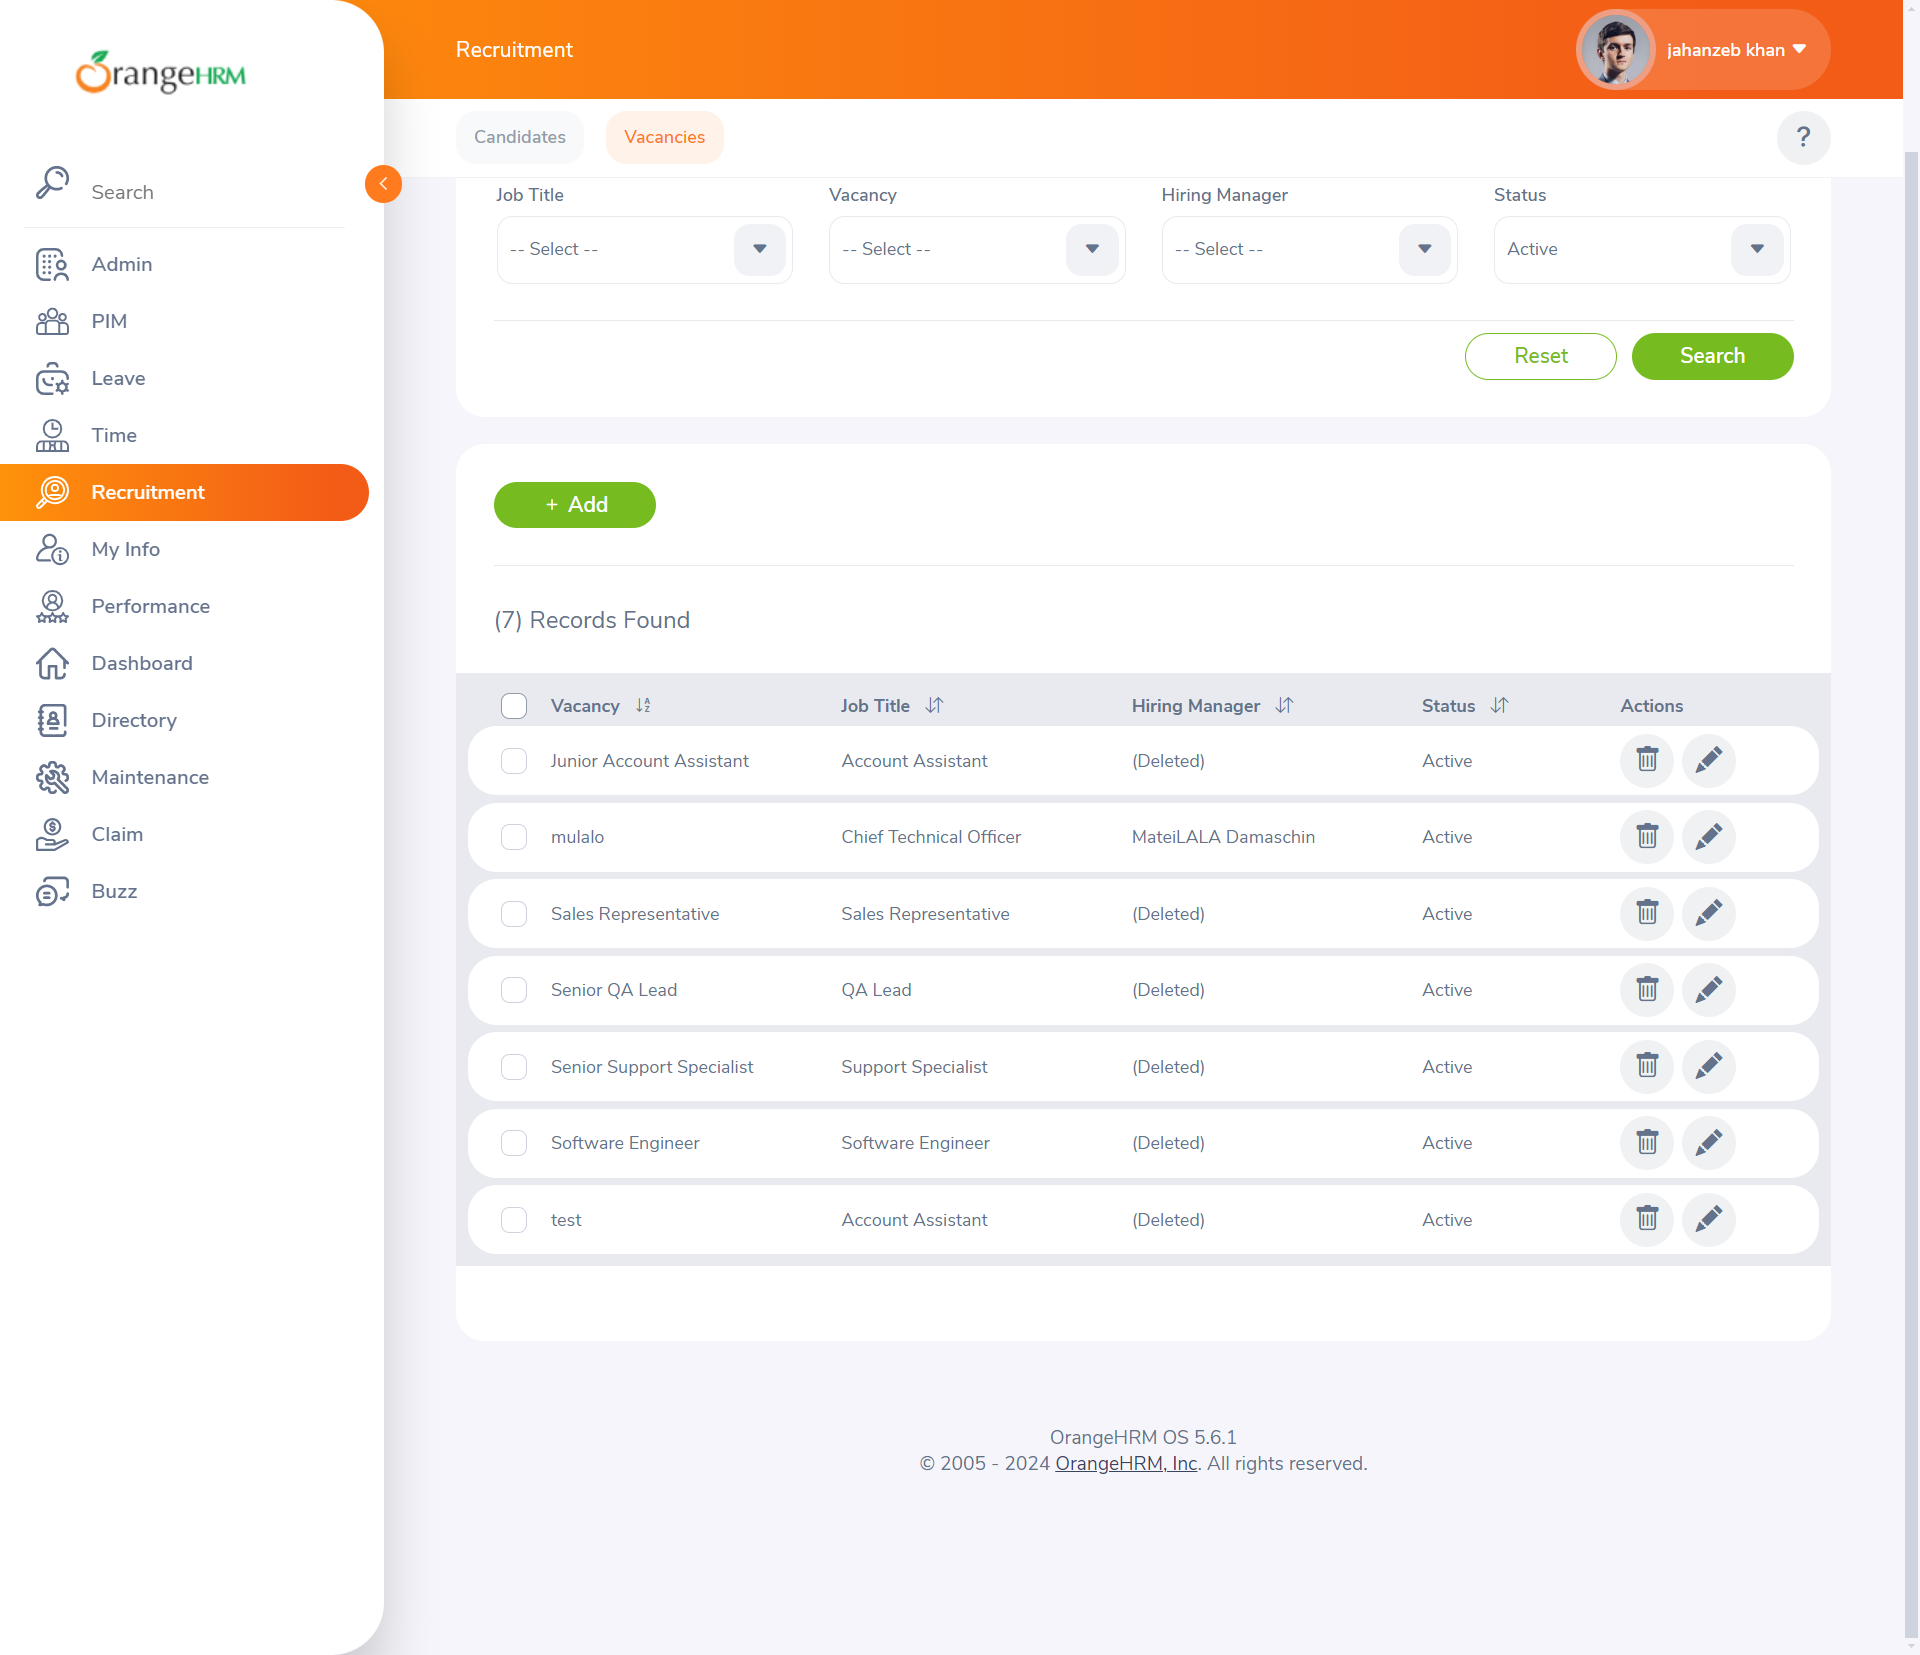 OrangeHRM
Search
Admin
PIM
Leave
Time
Recruitment
My Info
Performance
Dashboard
Directory
Maintenance
Claim
Buzz
Recruitment
jahanzeb khan
Candidates
Vacancies
?
Job Title Vacancy Hiring Manager Status
-- Select -- -- Select -- -- Select -- Active
Reset Search
+ Add
(7) Records Found
Vacancy Job Title Hiring Manager Status Actions
Junior Account Assistant Account Assistant (Deleted) Active
mulalo Chief Technical Officer MateiLALA Damaschin Active
Sales Representative Sales Representative (Deleted) Active
Senior QA Lead QA Lead (Deleted) Active
Senior Support Specialist Support Specialist (Deleted) Active
Software Engineer Software Engineer (Deleted) Active
test Account Assistant (Deleted) Active
OrangeHRM OS 5.6.1
© 2005 - 2024 OrangeHRM, Inc. All rights reserved.